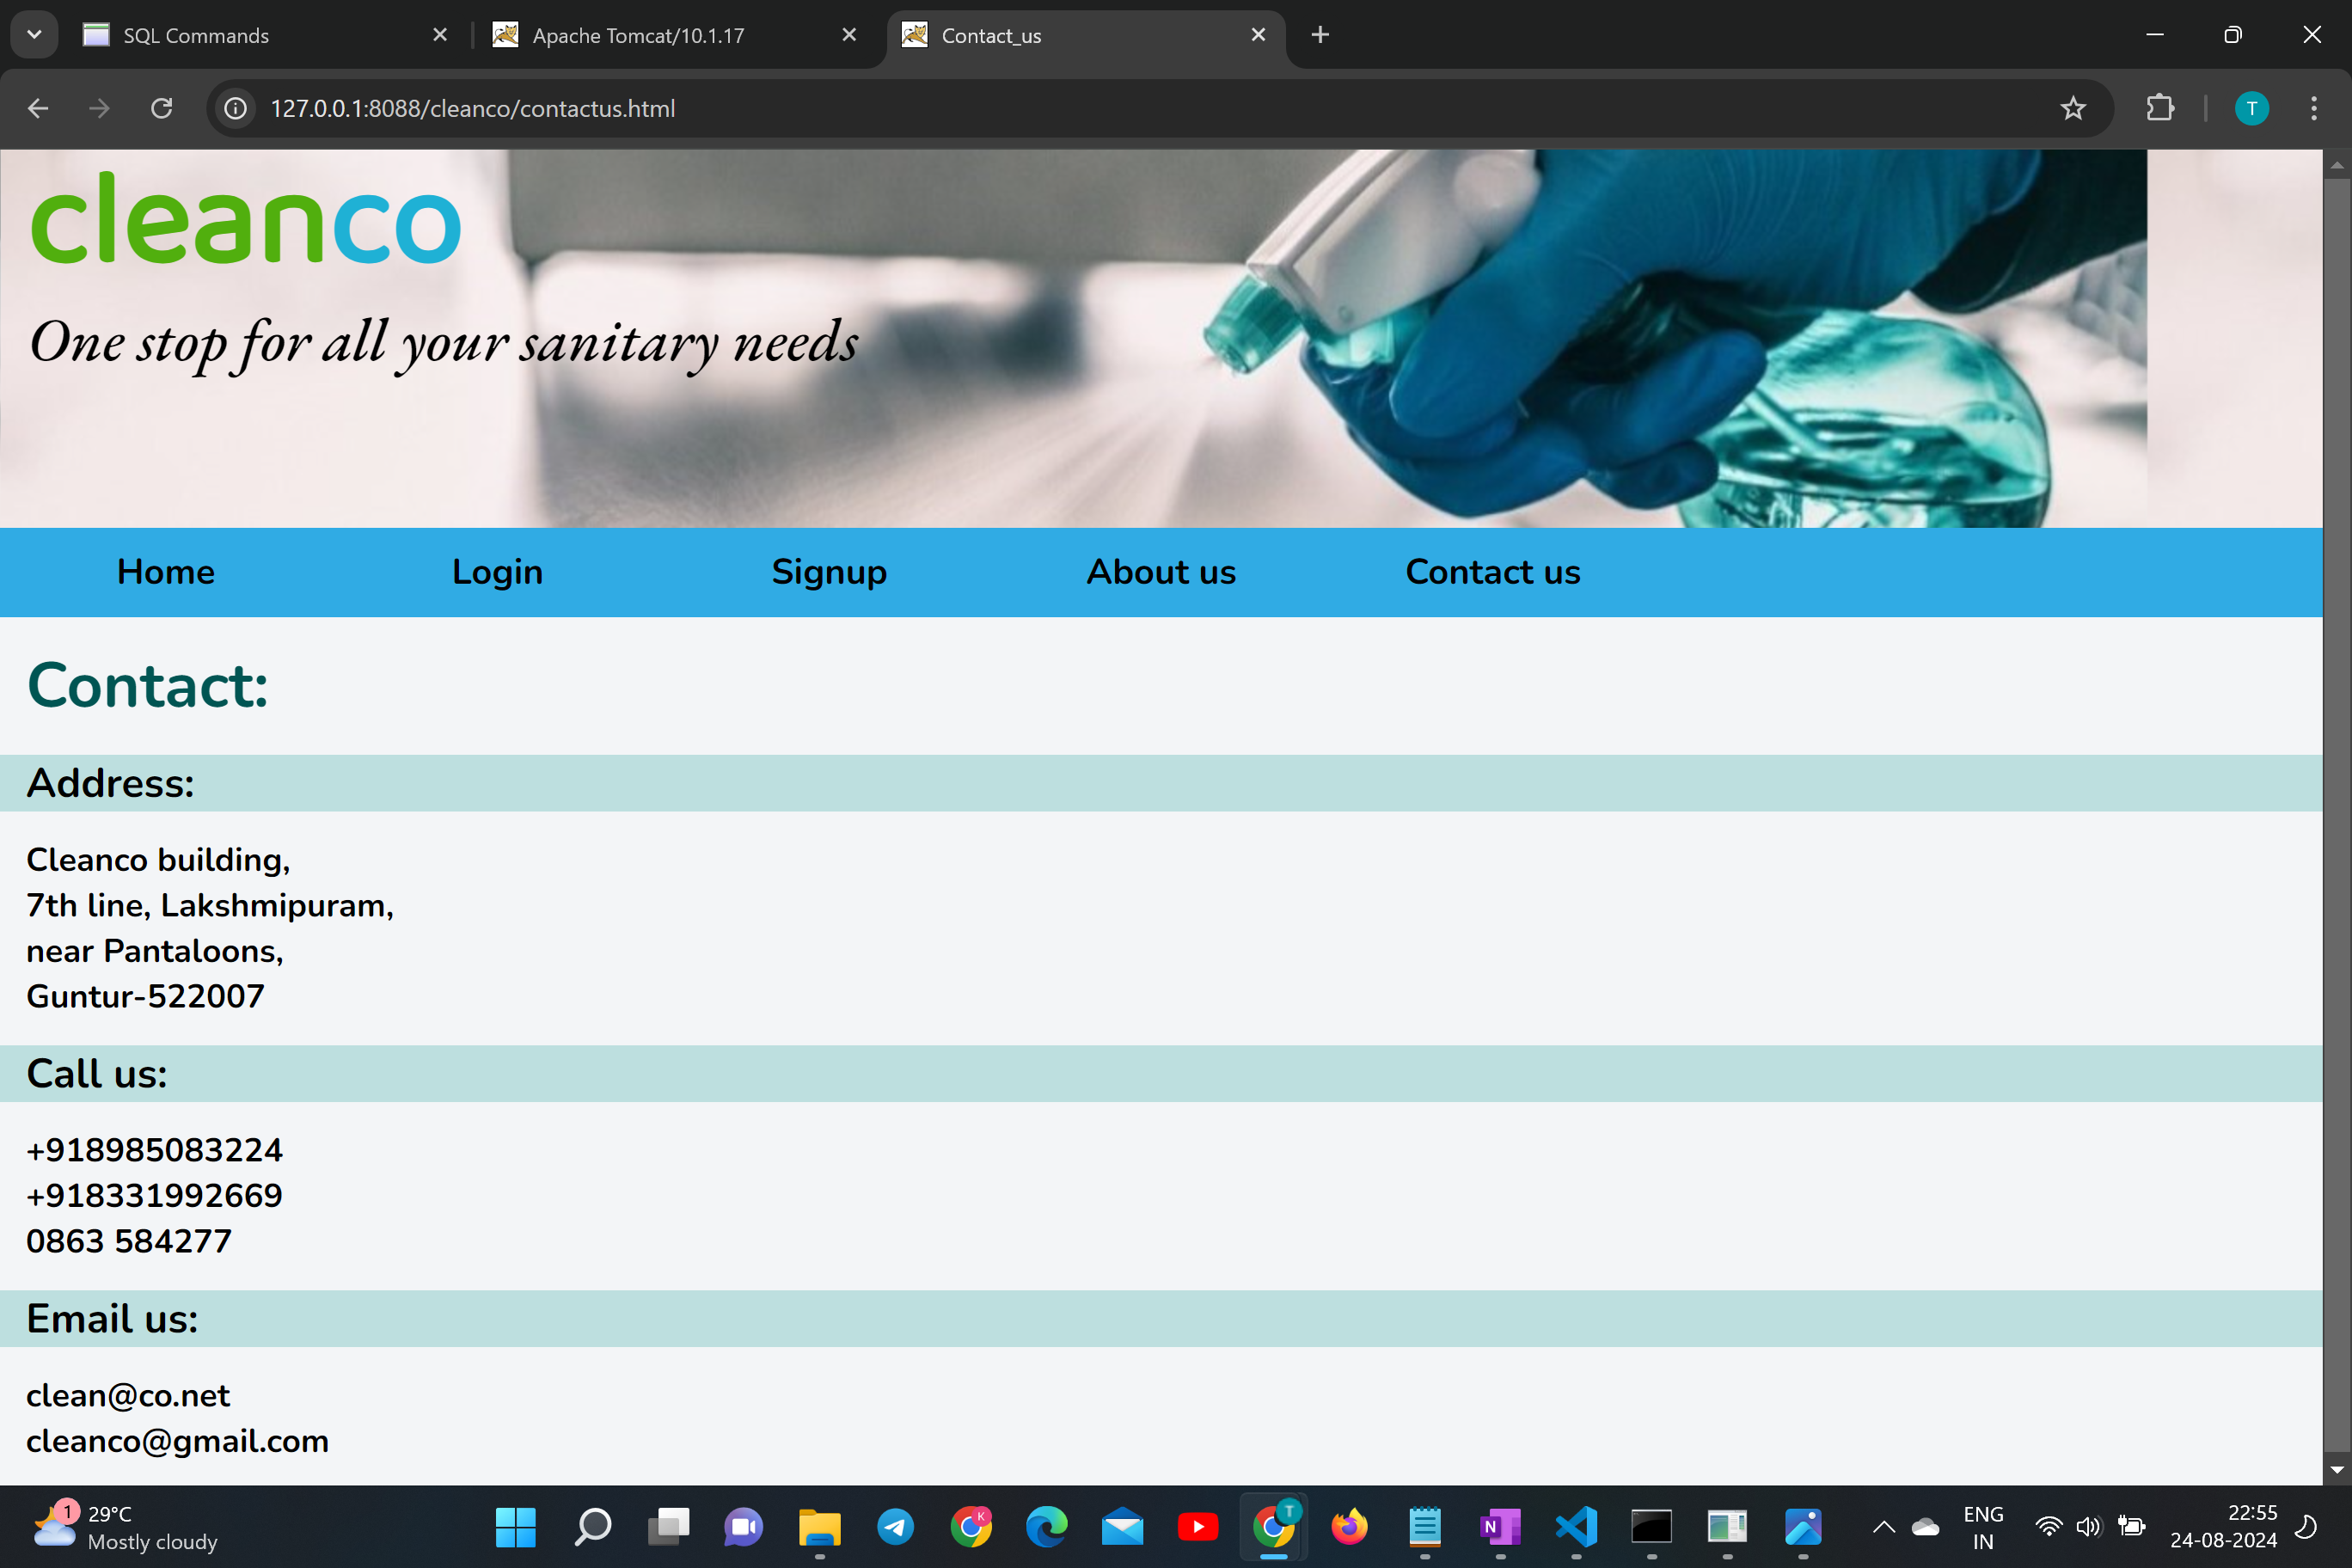 SQL Commands
Apache Tomcat/10.1.17
Contact_us
127.0.0.1:8088/cleanco/contactus.html
T
cleanco
One stop for all your sanitary needs
Home Login Signup About us Contact us
Contact:
Address:
Cleanco building,
7th line, Lakshmipuram,
near Pantaloons,
Guntur-522007
Call us:
+918985083224
+918331992669
0863 584277
Email us:
clean@co.net
cleanco@gmail.com
1
29°C
Mostly cloudy
K
T
N
ENG
IN
22:55
24-08-2024